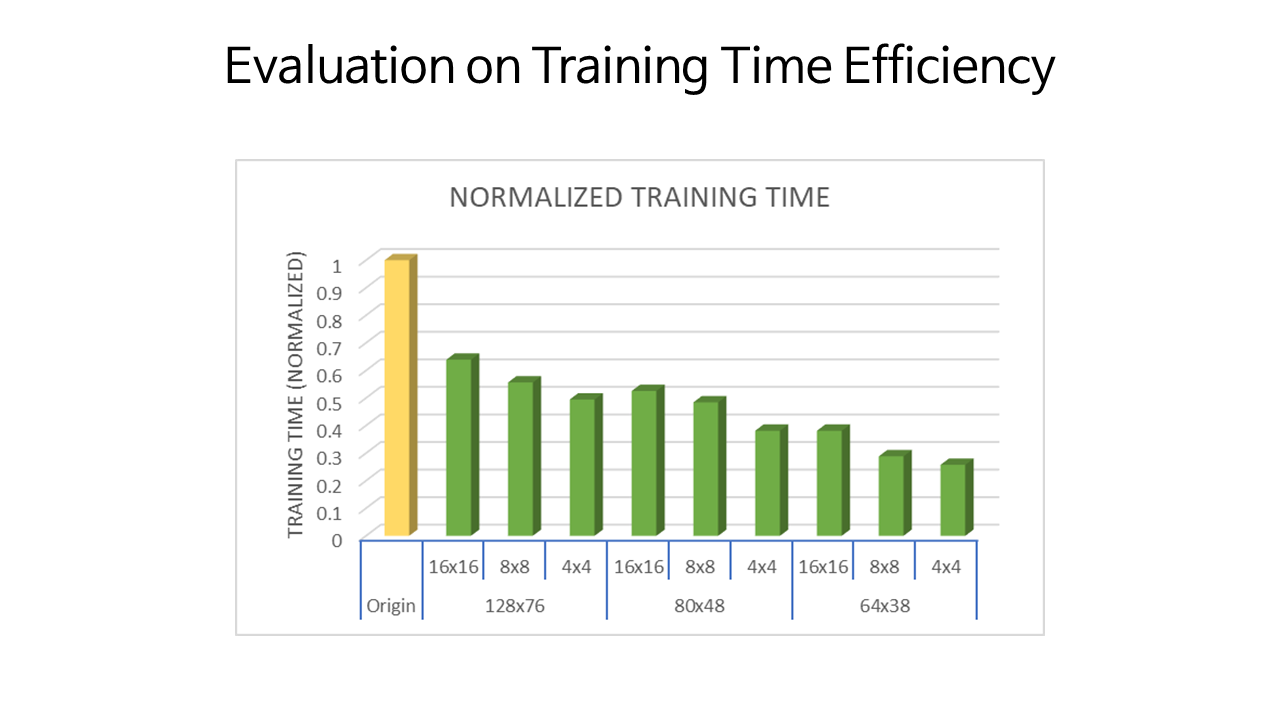 Evaluation on Training Time Efficiency
NORMALIZED TRAINING TIME
TRAINING TIME (NORMALIZED)
1
0.9
0.8
0.7
0.6
0.5
0.4
0.3
0.2
0.1
0
16x16 8x8 4x4 16x16 8x8 4x4 16x16 8x8 4x4
Origin 128x76 80x48 64x38